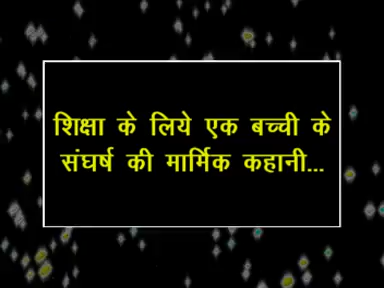 शिक्षा के लिये एक बच्ची के
संघर्ष की मार्मिक कहानी...